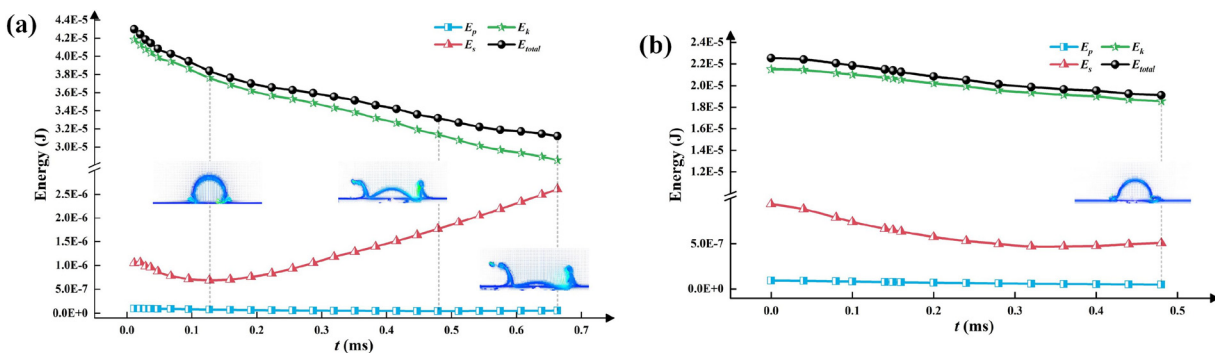 (a)
4.4E-5
4.2E-5
4.0E-5
3.8E-5
3.6E-5
3.4E-5
3.2E-5
3.0E-5
2.5E-6
2.0E-6
1.5E-6
1.0E-6
5.0E-7
0.0E+0
Energy (J)
E_p E_k
E_s E_total
0.0 0.1 0.2 0.3 0.4 0.5 0.6 0.7
t (ms)
(b)
2.6E-5
2.4E-5
2.2E-5
2.0E-5
1.8E-5
1.6E-5
1.4E-5
1.2E-5
5.0E-7
0.0E+0
Energy (J)
E_p E_k
E_s E_total
0.0 0.1 0.2 0.3 0.4 0.5
t (ms)